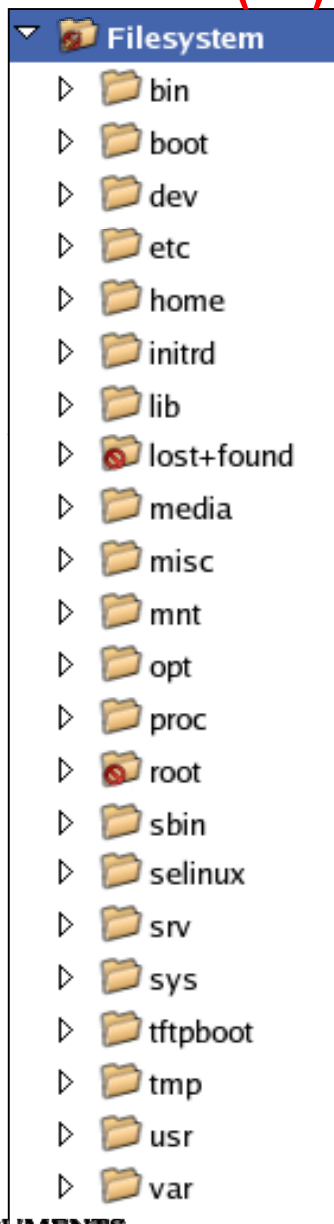 Filesystem
bin
boot
dev
etc
home
initrd
lib
lost+found
media
misc
mnt
opt
proc
root
sbin
selinux
srv
sys
tftpboot
tmp
usr
var